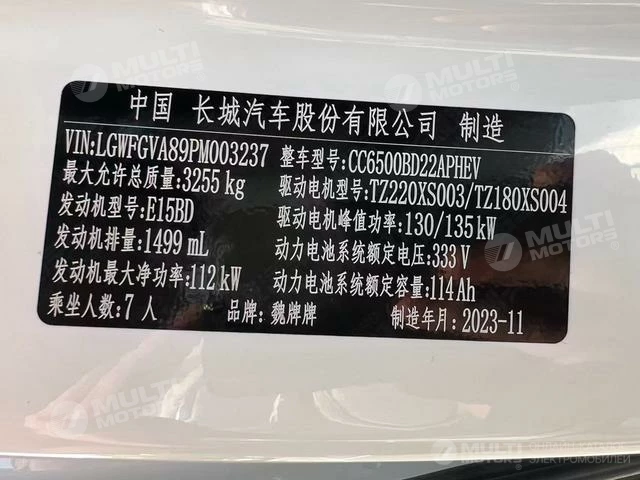 MULTI MOTORS
MULTI MOTORS
中国 长城汽车股份有限公司 制造
VIN:LGWFGVA89PM003237 整车型号:CC6500BD22APHEV
最大允许总质量:3255 kg 驱动电机型号:TZ220XS003/TZ180XS004
发动机型号:E15BD 驱动电机峰值功率:130/135kW
发动机排量:1499 mL 动力电池系统额定电压:333 V
发动机最大净功率:112 kW 动力电池系统额定容量:114Ah
乘坐人数:7 人 品牌:魏牌牌 制造年月:2023-11
MULTI MOTORS
MULTI MOTORS
ЭЛЕКТРОМОБИЛЕЙ